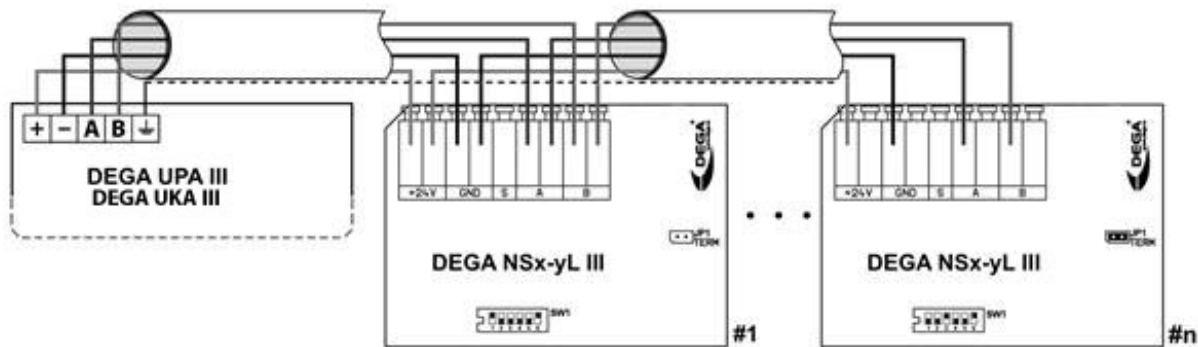 + - A B
DEGA UPA III
DEGA UKA III
DEGA
+24V GND S A B
JP1
TERM
DEGA NSx-yL III
SW1
#1
DEGA
+24V GND S A B
JP1
TERM
DEGA NSx-yL III
SW1
#n